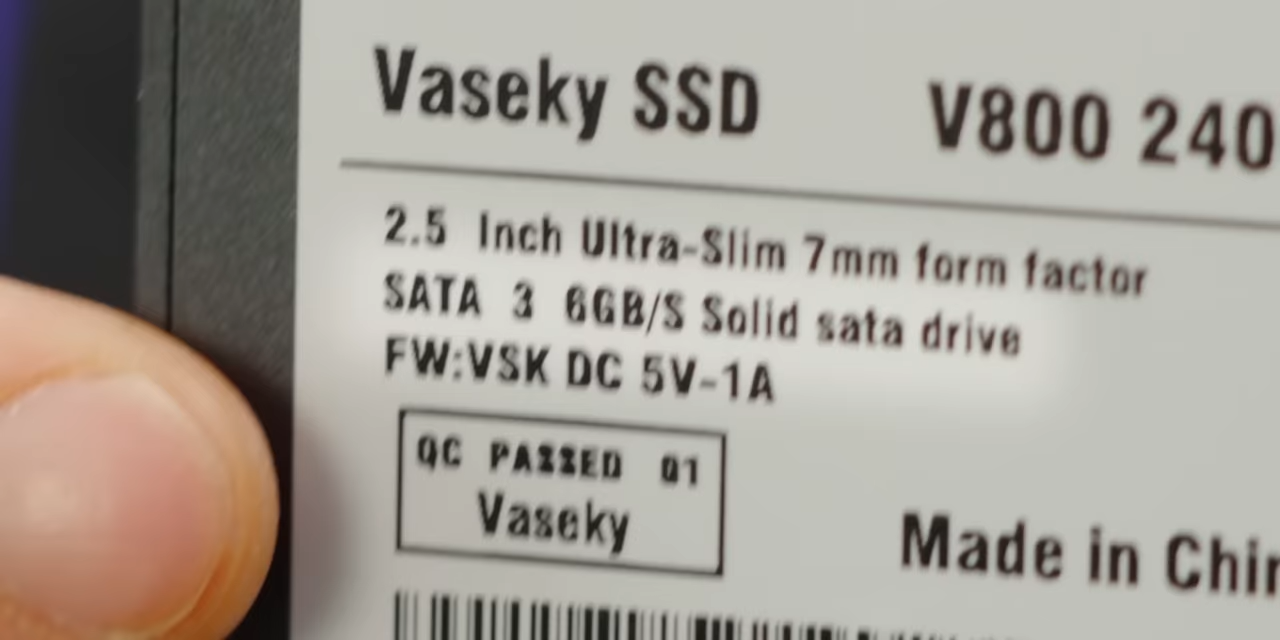 Vaseky SSD V800 240
2.5 Inch Ultra-Slim 7mm form factor
SATA 3 6GB/S Solid sata drive
FW:VSK DC 5V-1A
QC PASSED 01
Vaseky
Made in Chin